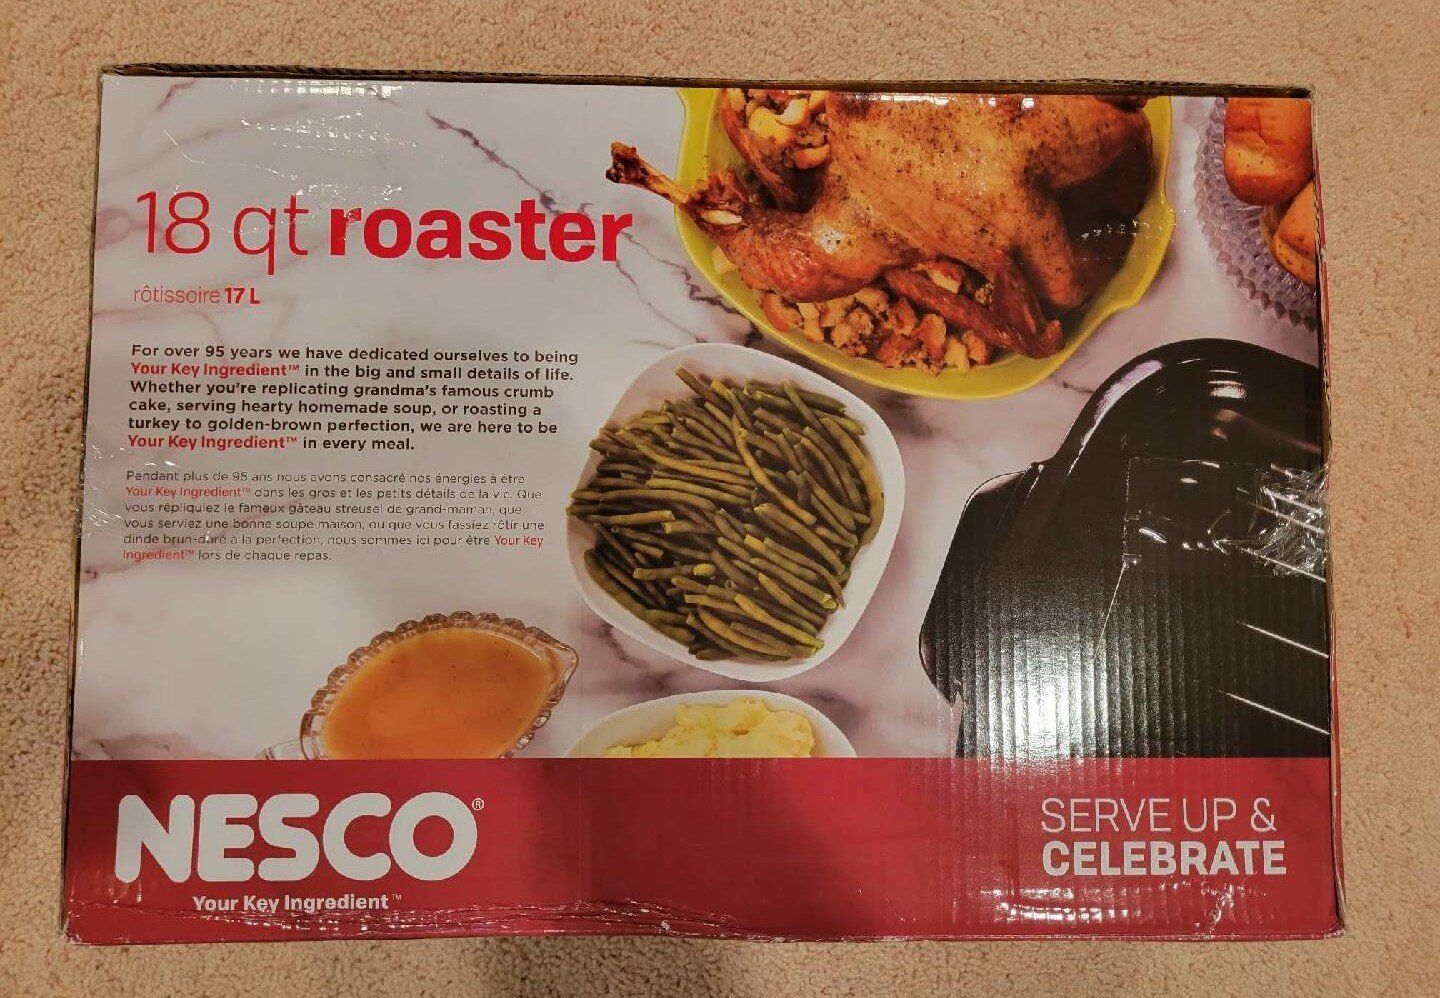 18 qt roaster
rôtissoire 17 L
For over 95 years we have dedicated ourselves to being
Your Key Ingredient™ in the big and small details of life.
Whether you're replicating grandma's famous crumb
cake, serving hearty homemade soup, or roasting a
turkey to golden-brown perfection, we are here to be
Your Key Ingredient™ in every meal.
Pendant plus de 95 ans nous avons consacré nos énergies à être
Your Key Ingredient™ dans les gros et les petits détails de la vie. Que
vous répliquiez le fameux gâteau streusel de grand-maman, que
vous serviez une bonne soupe maison, ou que vous fassiez rôtir une
dinde brun-doré à la perfection, nous sommes ici pour être Your Key
Ingredient™ lors de chaque repas.
NESCO®
Your Key Ingredient™
SERVE UP &
CELEBRATE